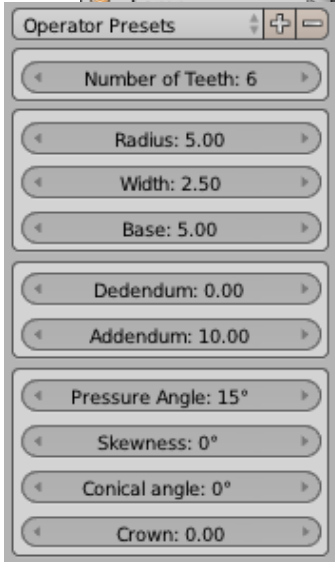 Operator Presets
Number of Teeth: 6
Radius: 5.00
Width: 2.50
Base: 5.00
Dedendum: 0.00
Addendum: 10.00
Pressure Angle: 15°
Skewness: 0°
Conical angle: 0°
Crown: 0.00